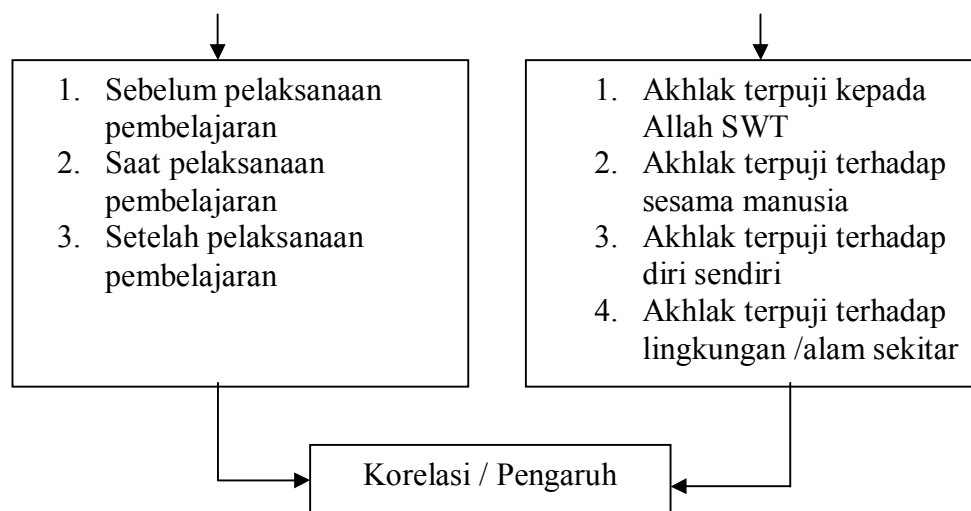 1. Sebelum pelaksanaan
pembelajaran
2. Saat pelaksanaan
pembelajaran
3. Setelah pelaksanaan
pembelajaran
1. Akhlak terpuji kepada
Allah SWT
2. Akhlak terpuji terhadap
sesama manusia
3. Akhlak terpuji terhadap
diri sendiri
4. Akhlak terpuji terhadap
lingkungan /alam sekitar
Korelasi / Pengaruh